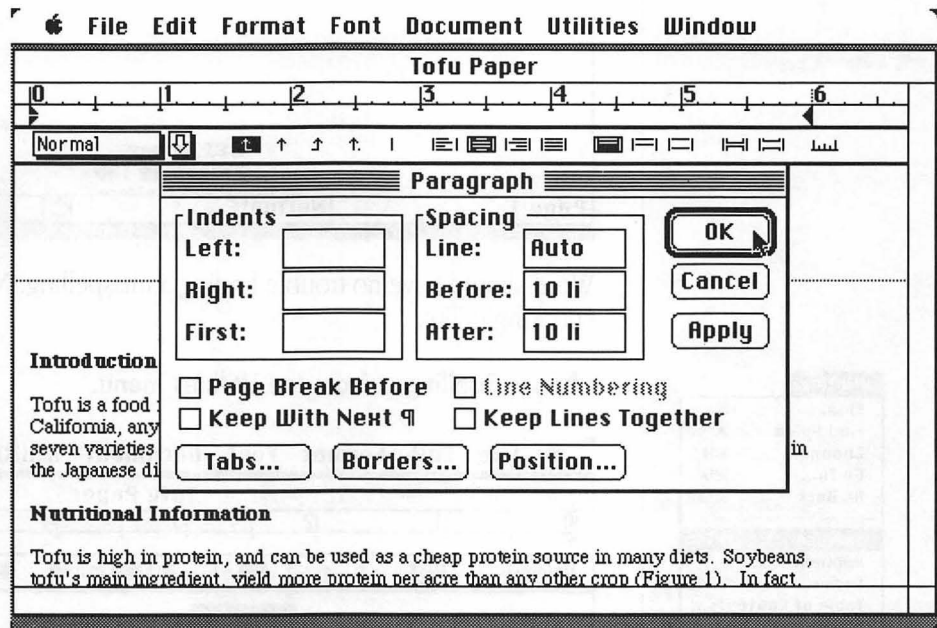 File Edit Format Font Document Utilities Window
Tofu Paper
0 1 2 3 4 5 6
Normal
Paragraph
Indents
Left:
Right:
First:
Spacing
Line: Auto
Before: 10 li
After: 10 li
OK
Cancel
Apply
Page Break Before
Line Numbering
Keep With Next ¶
Keep Lines Together
Tabs...
Borders...
Position...
Introduction
Tofu is a food
California, any
seven varieties in
the Japanese di
Nutritional Information
Tofu is high in protein, and can be used as a cheap protein source in many diets. Soybeans,
tofu's main ingredient, yield more protein per acre than any other crop (Figure 1). In fact,